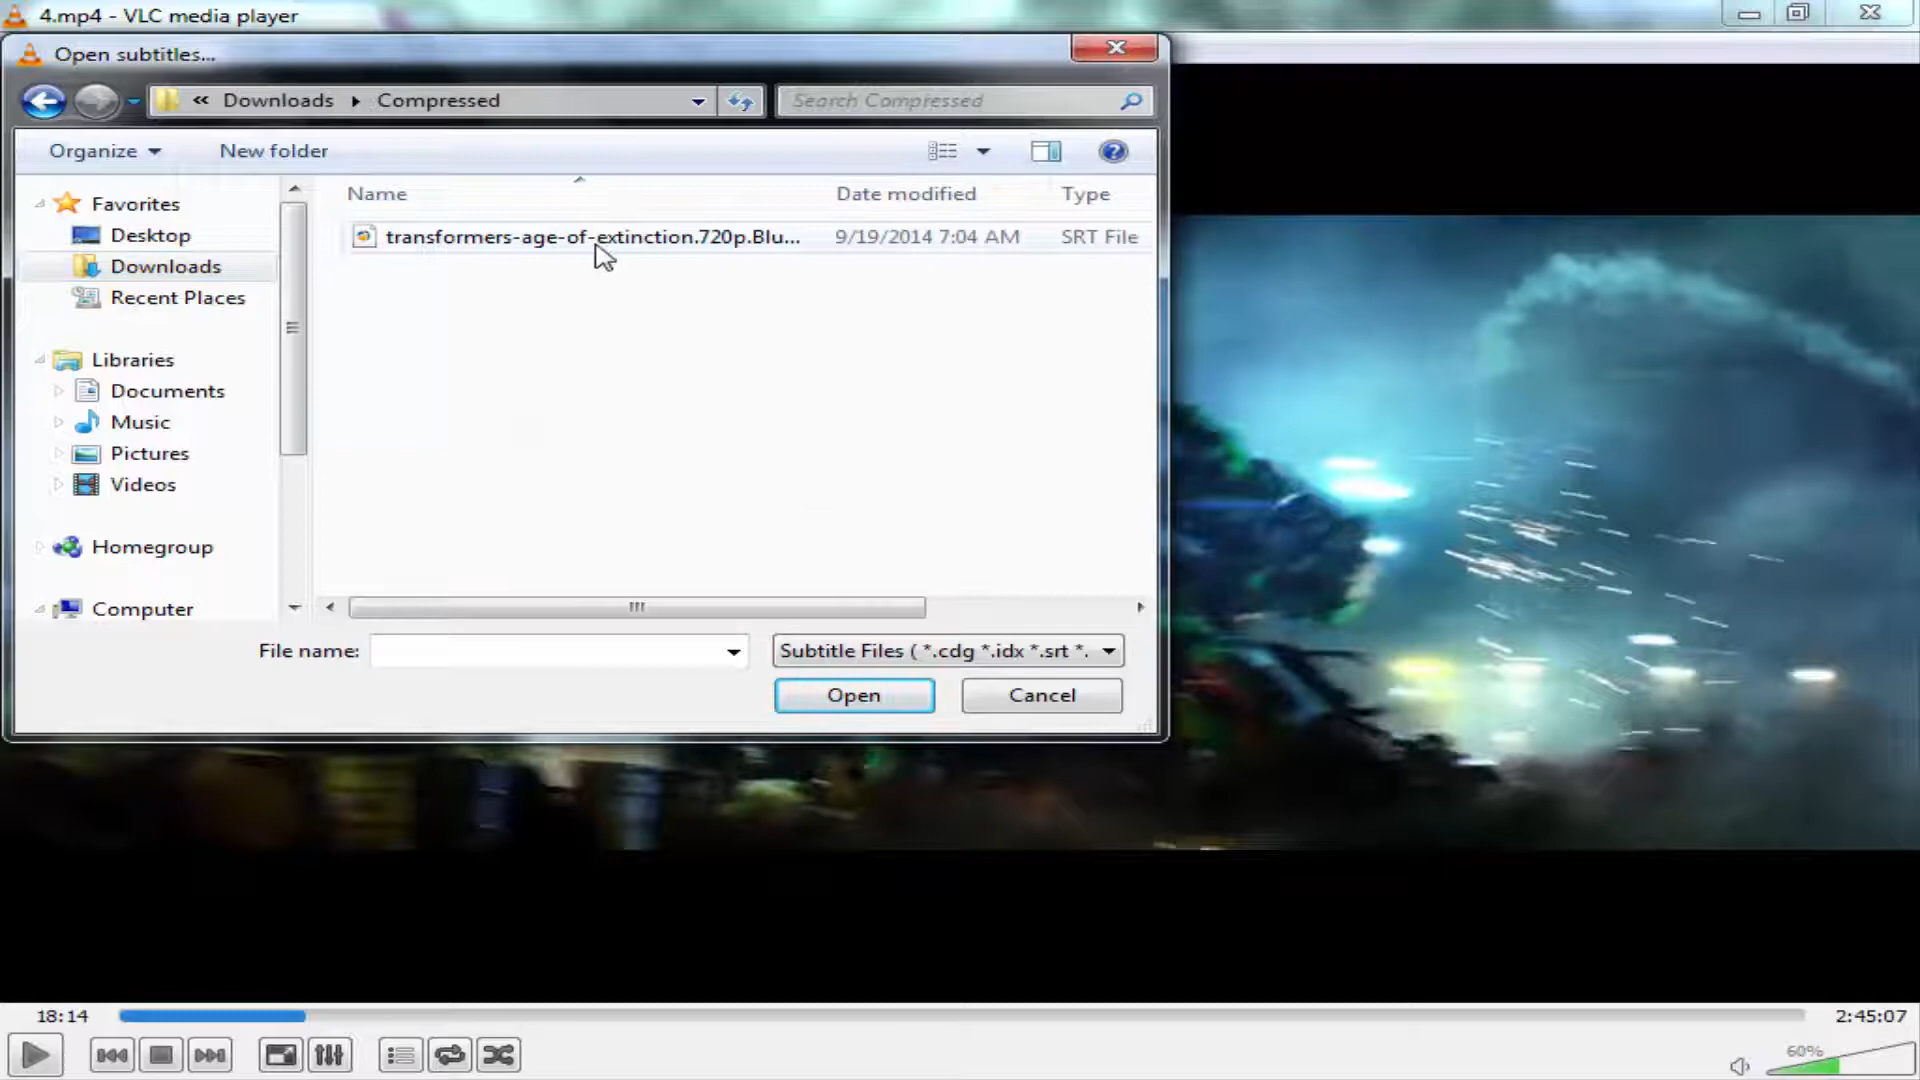 4.mp4 - VLC media player
Open subtitles...
« Downloads Compressed
Search Compressed
Organize
New folder
Name
Date modified
Type
Favorites
transformers-age-of-extinction.720p.Blu... 9/19/2014 7:04 AM SRT File
Desktop
Downloads
Recent Places
Libraries
Documents
Music
Pictures
Videos
Homegroup
Computer
File name:
Subtitle Files ( *.cdg *.idx *.srt *.
Open
Cancel
18:14
2:45:07
60%